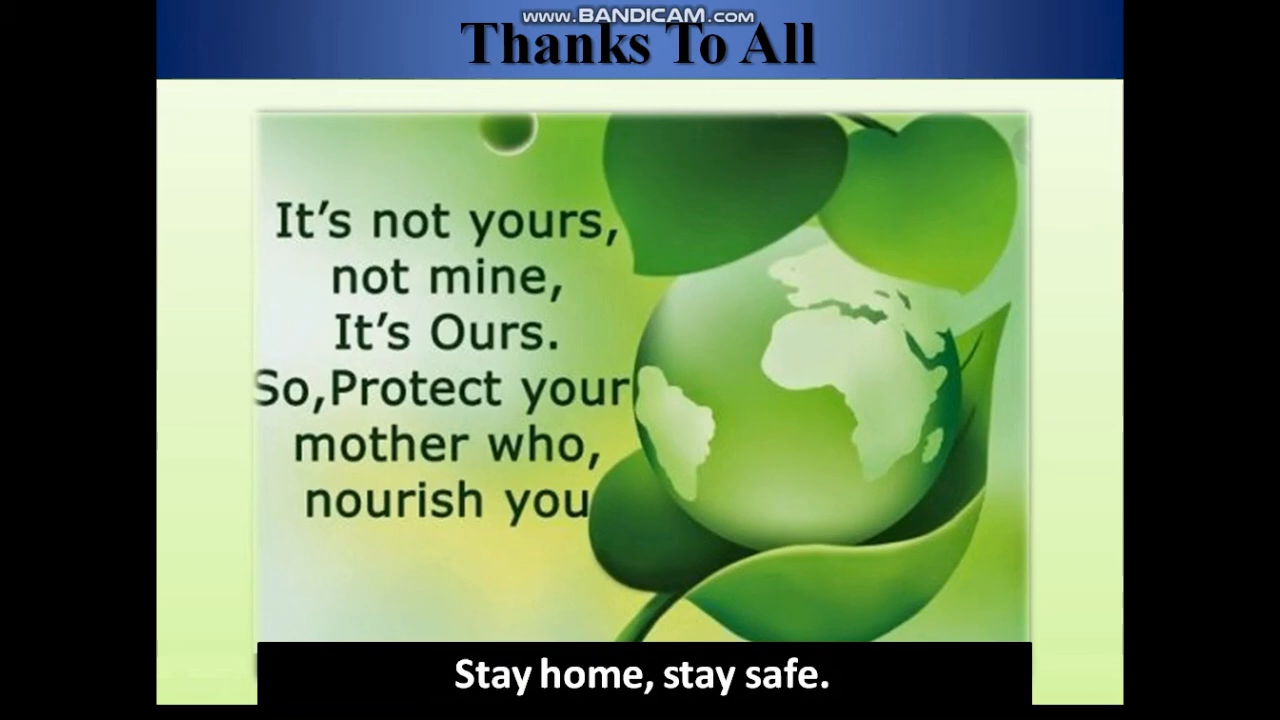 www.BANDICAM.com
Thanks To All
It's not yours,
not mine,
It's Ours.
So,Protect your
mother who,
nourish you
Stay home, stay safe.